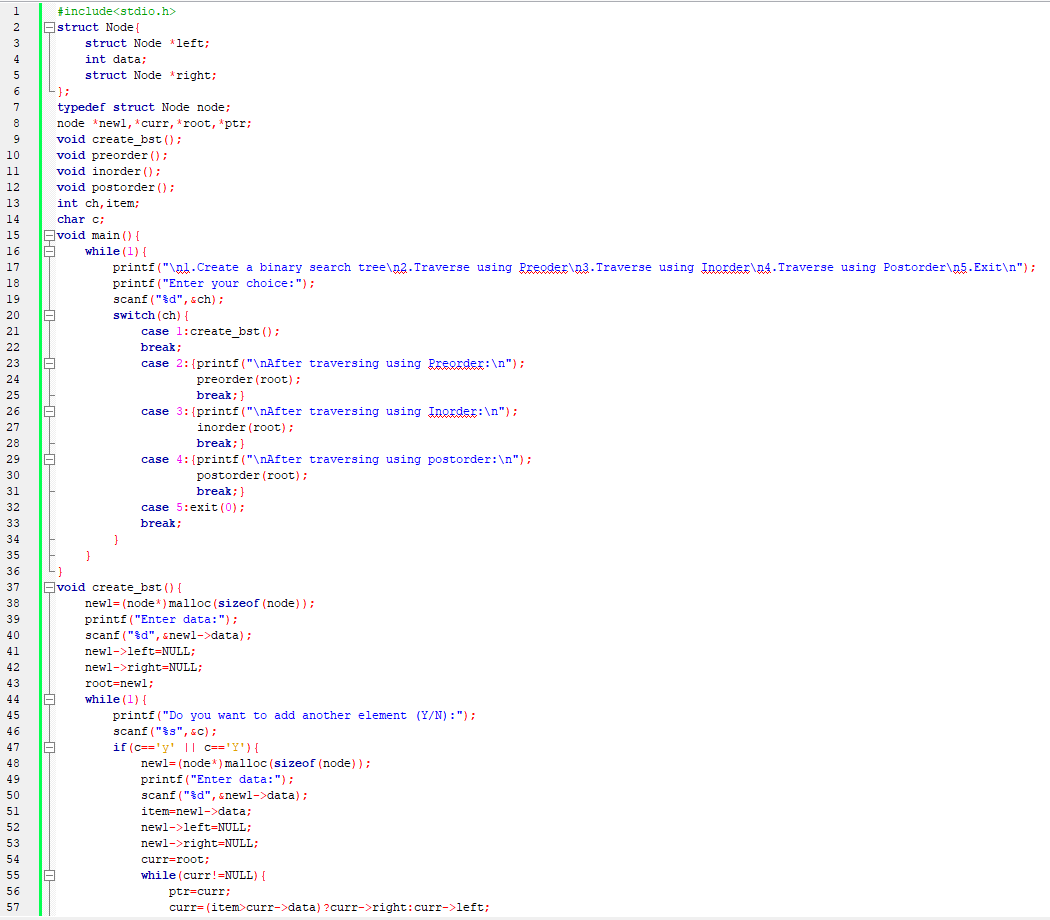 1 #include<stdio.h>
2 struct Node{
3     struct Node *left;
4     int data;
5     struct Node *right;
6 };
7 typedef struct Node node;
8 node *new1,*curr,*root,*ptr;
9 void create_bst();
10 void preorder();
11 void inorder();
12 void postorder();
13 int ch,item;
14 char c;
15 void main(){
16     while(1){
17         printf("\n1.Create a binary search tree\n2.Traverse using Preoder\n3.Traverse using Inorder\n4.Traverse using Postorder\n5.Exit\n");
18         printf("Enter your choice:");
19         scanf("%d",&ch);
20         switch(ch){
21             case 1:create_bst();
22             break;
23             case 2:{printf("\nAfter traversing using Preorder:\n");
24                     preorder(root);
25                     break;}
26             case 3:{printf("\nAfter traversing using Inorder:\n");
27                     inorder(root);
28                     break;}
29             case 4:{printf("\nAfter traversing using postorder:\n");
30                     postorder(root);
31                     break;}
32             case 5:exit(0);
33             break;
34         }
35     }
36 }
37 void create_bst(){
38     new1=(node*)malloc(sizeof(node));
39     printf("Enter data:");
40     scanf("%d",&new1->data);
41     new1->left=NULL;
42     new1->right=NULL;
43     root=new1;
44     while(1){
45         printf("Do you want to add another element (Y/N):");
46         scanf("%s",&c);
47         if(c=='y' || c=='Y'){
48             new1=(node*)malloc(sizeof(node));
49             printf("Enter data:");
50             scanf("%d",&new1->data);
51             item=new1->data;
52             new1->left=NULL;
53             new1->right=NULL;
54             curr=root;
55             while(curr!=NULL){
56                 ptr=curr;
57                 curr=(item>curr->data)?curr->right:curr->left;